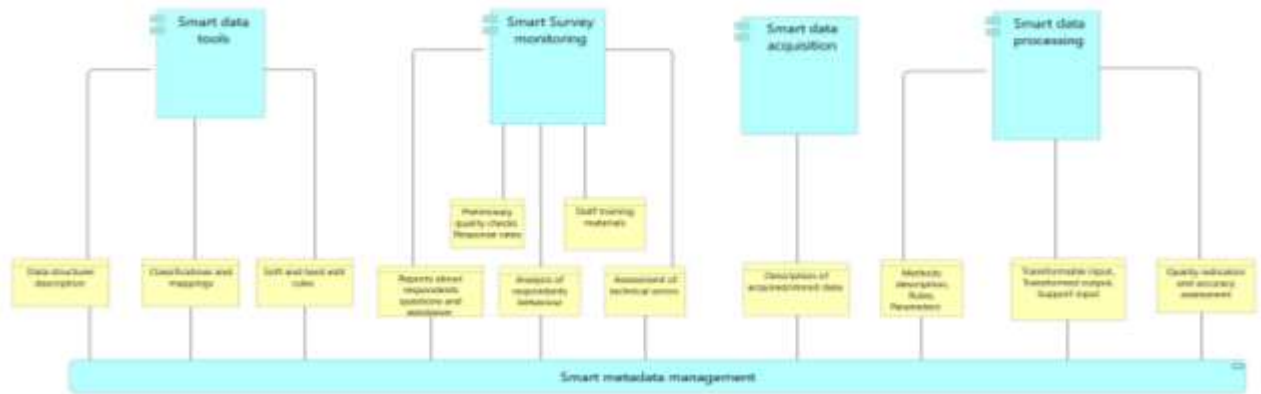 Smart data
tools
Smart Survey
monitoring
Smart data
acquisition
Smart data
processing
Preliminary
quality checks
Response rates
Staff training
materials
Data structures
description
Classifications and
mappings
Soft and hard edit
rules
Reports about
respondents
questions and
assistance
Analysis of
respondents
behaviour
Assessment of
technical errors
Description of
acquired/stored data
Methods
description,
Rules,
Parameters
Transformable input,
Transformed output,
Support input
Quality indicators
and accuracy
assessment
Smart metadata management